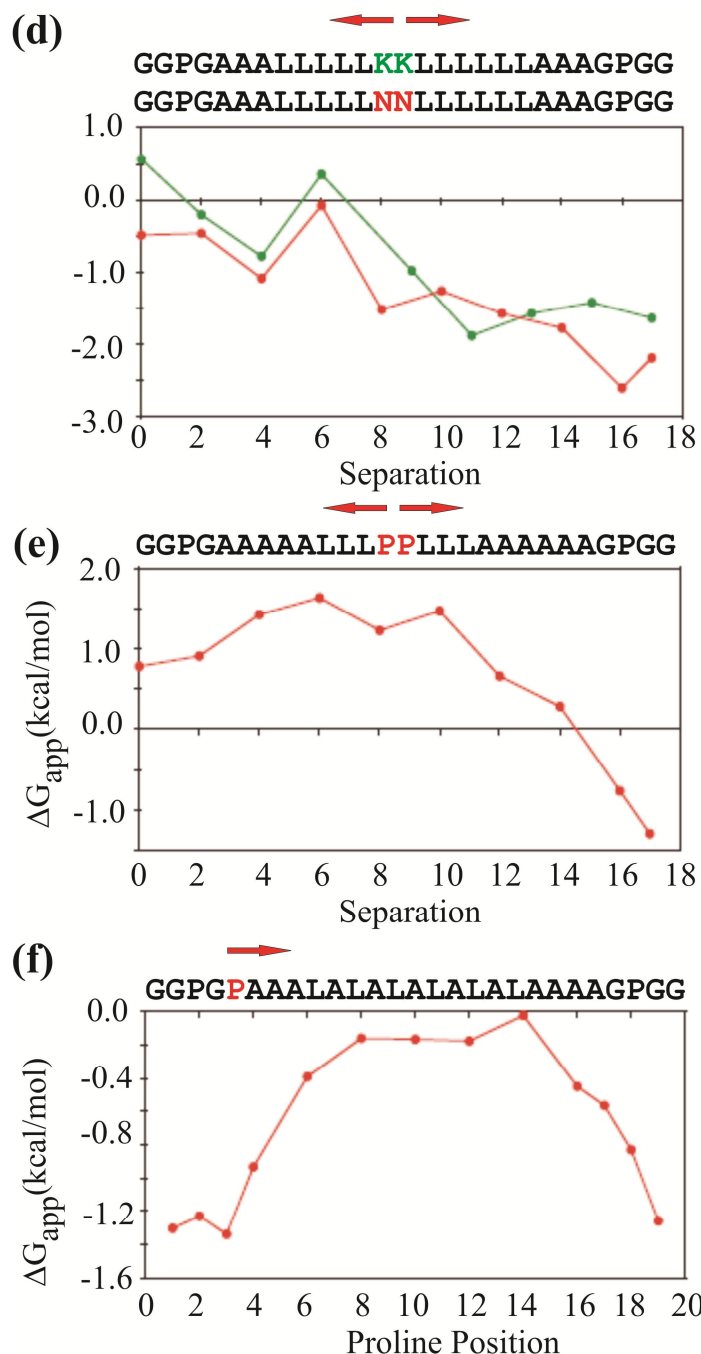 (d)
GGPGAAALLLLLKKLLLLLLAAAGPGG
GGPGAAALLLLLNNLLLLLLAAAGPGG
1.0
0.0
-1.0
-2.0
-3.0
0 2 4 6 8 10 12 14 16 18
Separation
(e)
GGPGAAAAALLLPPLLLAAAAAAGPGG
2.0
1.0
0.0
-1.0
ΔGapp(kcal/mol)
0 2 4 6 8 10 12 14 16 18
Separation
(f)
GGPGPAAALALALALALALAAAAGPGG
0.0
-0.4
-0.8
-1.2
-1.6
ΔGapp(kcal/mol)
0 2 4 6 8 10 12 14 16 18 20
Proline Position